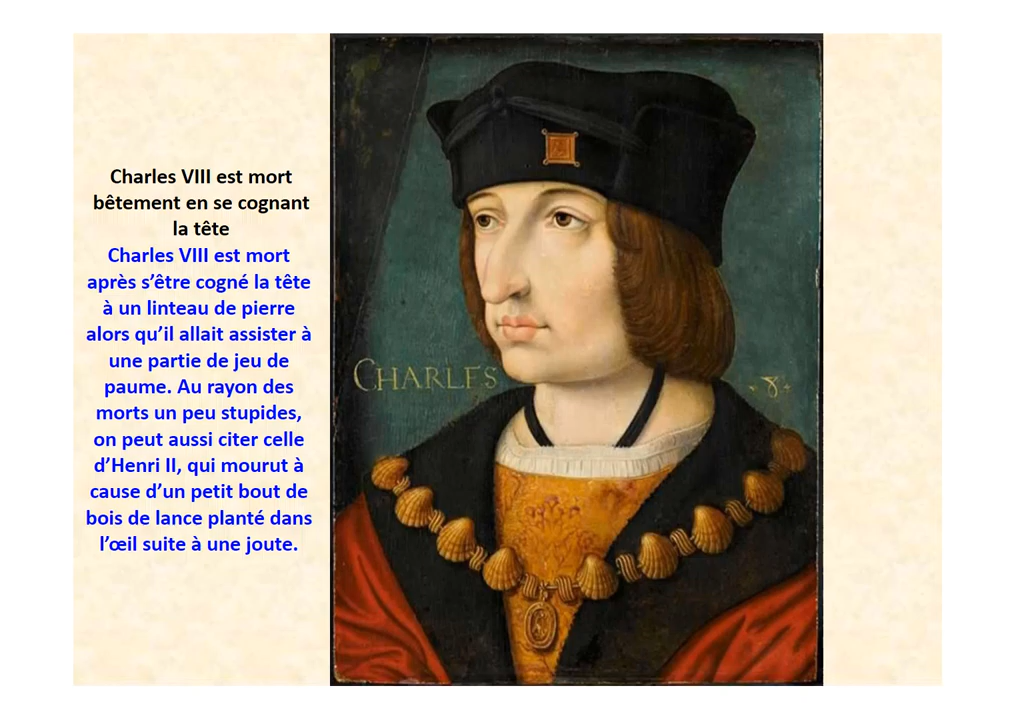 Charles VIII est mort
bêtement en se cognant
la tête
Charles VIII est mort
après s’être cogné la tête
à un linteau de pierre
alors qu’il allait assister à
une partie de jeu de
paume. Au rayon des
morts un peu stupides,
on peut aussi citer celle
d’Henri II, qui mourut à
cause d’un petit bout de
bois de lance planté dans
l’œil suite à une joute.
CHARLES 8